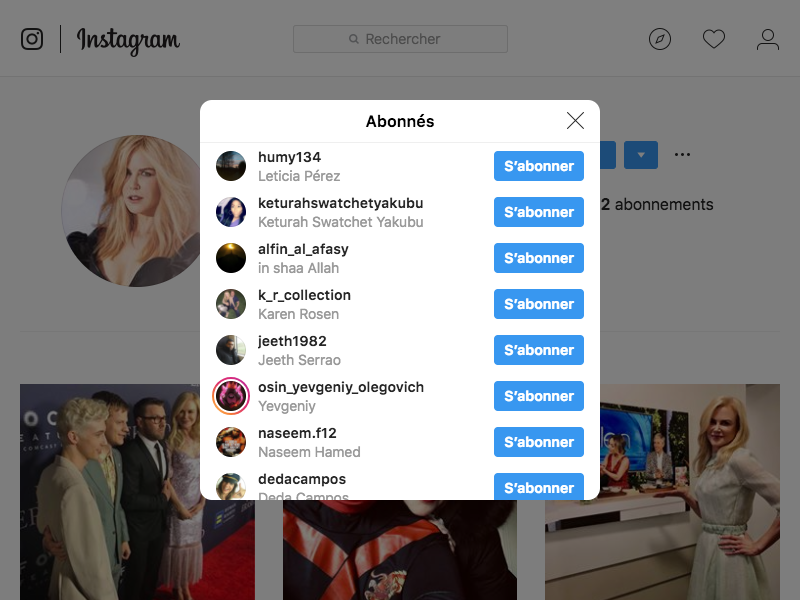 Instagram
Rechercher
Abonnés
2 abonnements
humy134
Leticia Pérez
S’abonner
keturahswatchetyakubu
Keturah Swatchet Yakubu
S’abonner
alfin_al_afasy
in shaa Allah
S’abonner
k_r_collection
Karen Rosen
S’abonner
jeeth1982
Jeeth Serrao
S’abonner
osin_yevgeniy_olegovich
Yevgeniy
S’abonner
naseem.f12
Naseem Hamed
S’abonner
dedacampos
Deda Campos
S’abonner